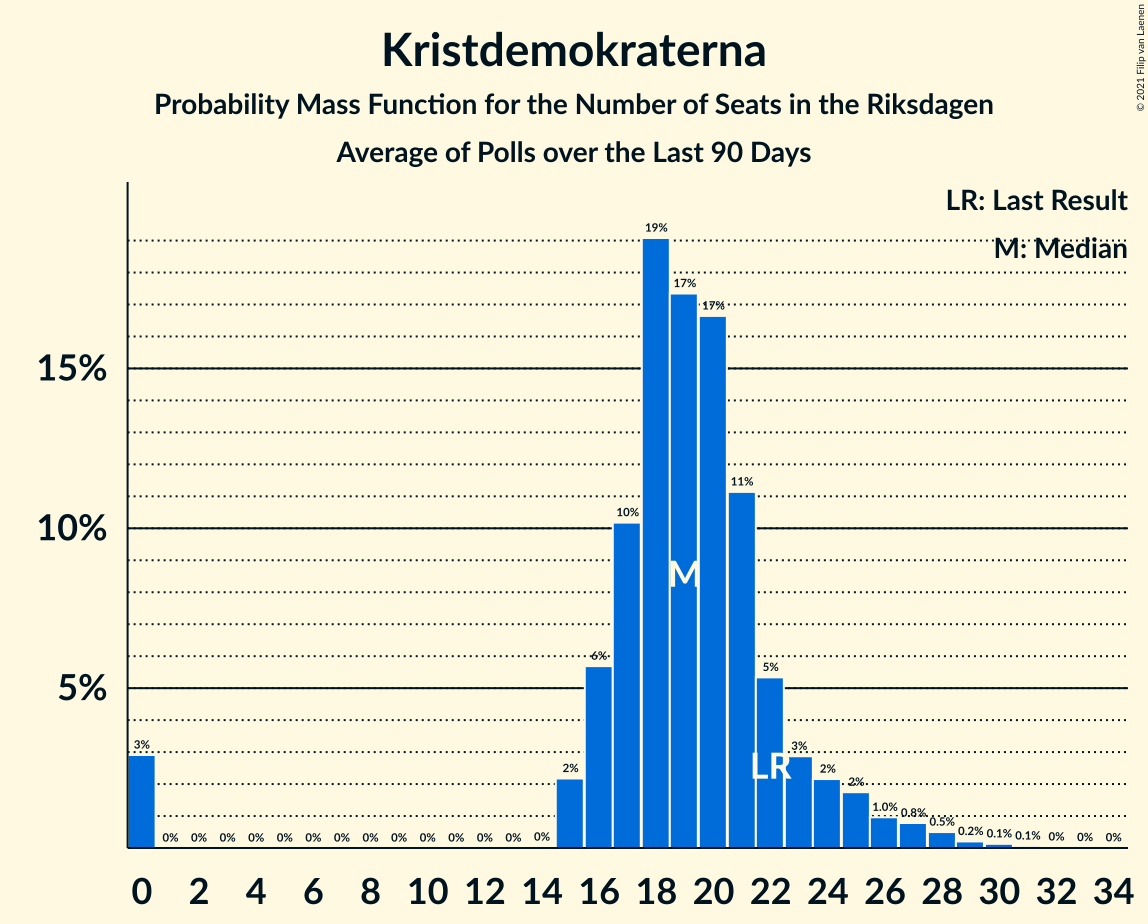 Kristdemokraterna
Probability Mass Function for the Number of Seats in the Riksdagen
Average of Polls over the Last 90 Days
© 2021 Filip van Laenen
LR: Last Result
M: Median
15%
10%
5%
3% 0% 0% 0% 0% 0% 0% 0% 0% 0% 0% 0% 0% 0% 0% 2% 6% 10% 19% 17% 17% 11% 5% 3% 2% 2% 1.0% 0.8% 0.5% 0.2% 0.1% 0.1% 0% 0% 0%
M
LR
0 2 4 6 8 10 12 14 16 18 20 22 24 26 28 30 32 34